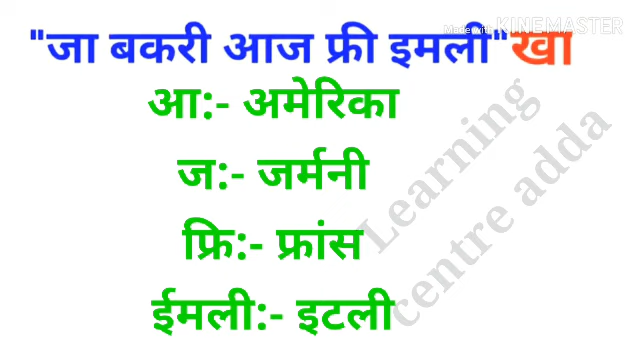 Made with KINEMASTER
"जा बकरी आज फ्री इमली"खा
आ:- अमेरिका
ज:- जर्मनी
फ्रि:- फ्रांस
ईमली:- इटली
Learning
centre adda